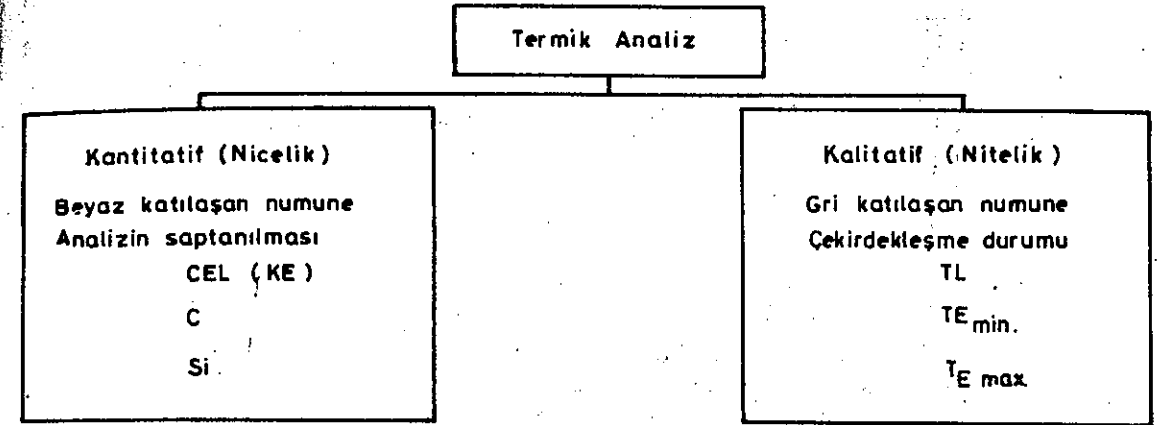 Termik Analiz
Kantitatif (Nicelik)
Beyaz katılaşan numune
Analizin saptanılması
CEL (KE)
C
Si
Kalitatif (Nitelik)
Gri katılaşan numune
Çekirdekleşme durumu
TL
TE min.
TE max